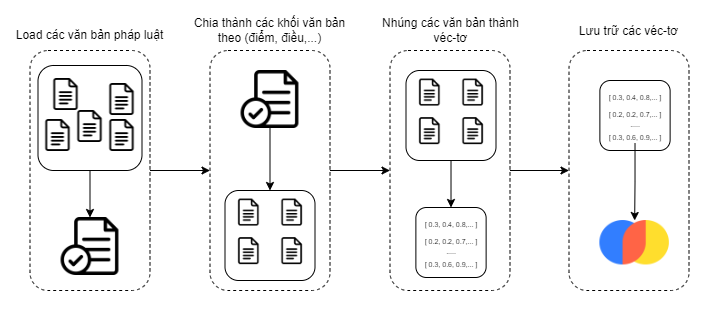 Load các văn bản pháp luật
Chia thành các khối văn bản
theo (điểm, điều,...)
Nhúng các văn bản thành
véc-tơ
Lưu trữ các véc-tơ
[ 0.3, 0.4, 0.8,... ]
[ 0.2, 0.2, 0.7,... ]
.....
[ 0.3, 0.6, 0.9,... ]
[ 0.3, 0.4, 0.8,... ]
[ 0.2, 0.2, 0.7,... ]
.....
[ 0.3, 0.6, 0.9,... ]